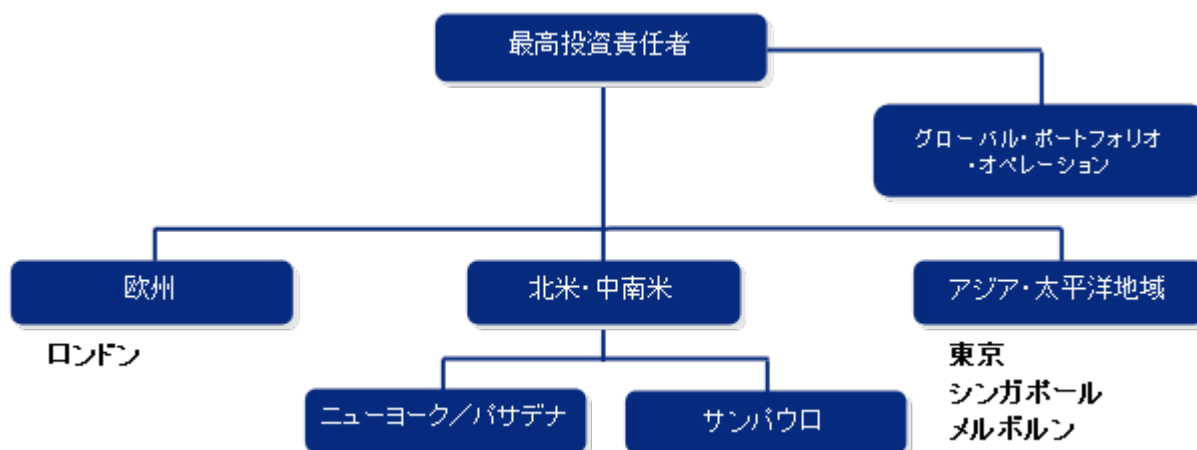 最高投資責任者
グローバル・ポートフォリオ
・オペレーション
欧州
北米・中南米
アジア・太平洋地域
ロンドン
東京
シンガポール
メルボルン
ニューヨーク／パサデナ
サンパウロ